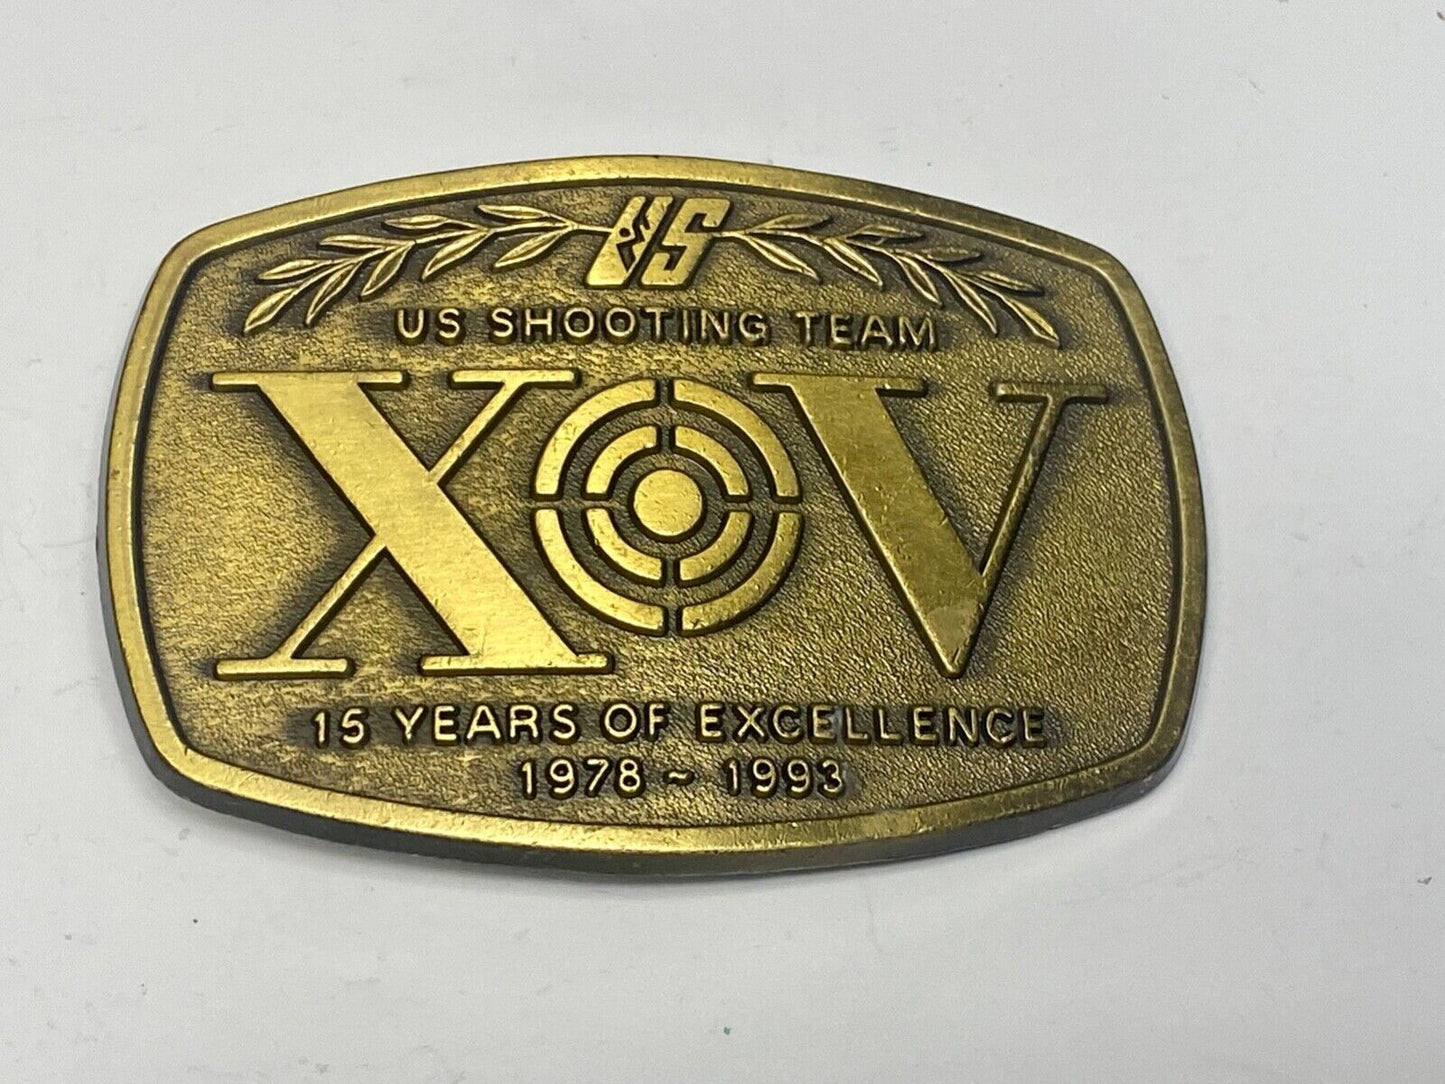 US
US SHOOTING TEAM
XV
15 YEARS OF EXCELLENCE
1978 ~ 1993